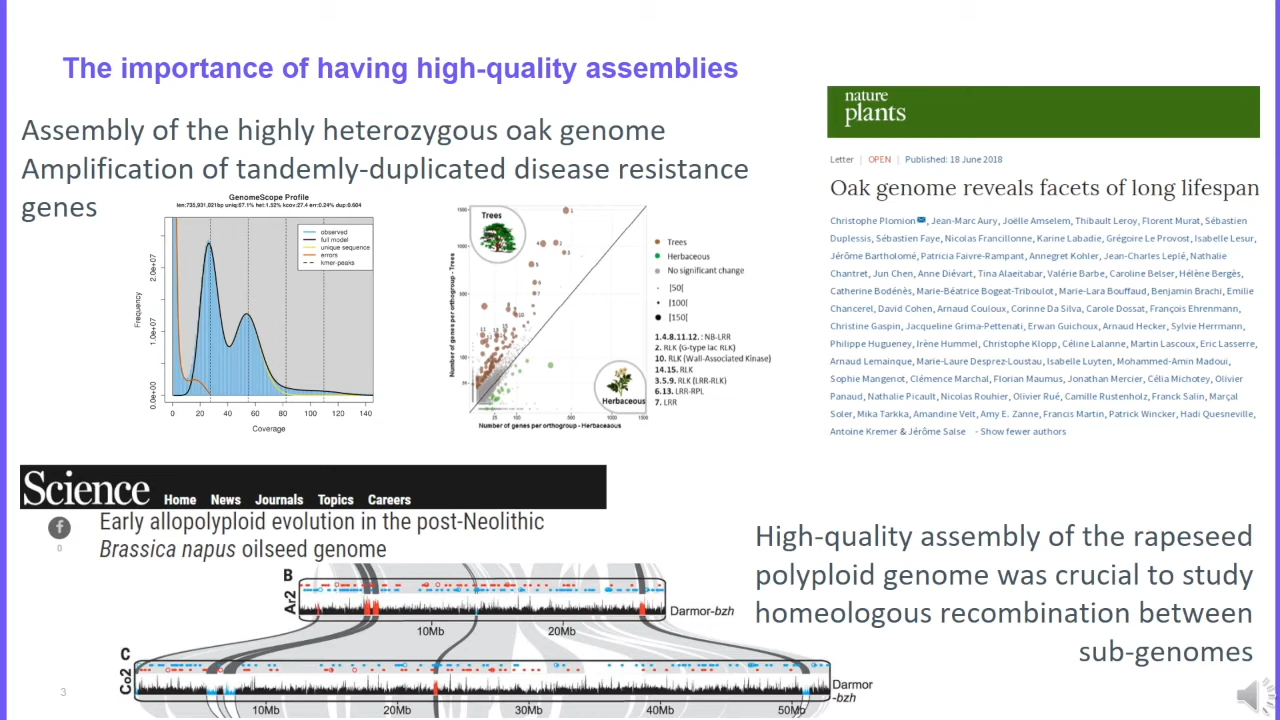 The importance of having high-quality assemblies
Assembly of the highly heterozygous oak genome
Amplification of tandemly-duplicated disease resistance
genes
GenomeScope Profile
len:735,931,021bp uniq:67.1% het:1.52% kcov:27.4 err:0.24% dup:0.604
observed
full model
unique sequence
errors
kmer-peaks
Frequency
0.0e+00
1.0e+07
2.0e+07
0
20
40
60
80
100
120
140
Coverage
Trees
Herbaceous
Number of genes per orthogroup - Trees
Number of genes per orthogroup - Herbaceaous
1500
1000
500
100
25
25
100
500
1000
1500
Trees
Herbaceous
No significant change
|50|
|100|
|150|
1.4.8.11.12. : NB-LRR
2. RLK (G-type lac RLK)
10. RLK (Wall-Associated Kinase)
14.15. RLK
3.5.9. RLK (LRR-RLK)
6.13. LRR-RPL
7. LRR
nature
plants
Letter | OPEN | Published: 18 June 2018
Oak genome reveals facets of long lifespan
Christophe Plomion, Jean-Marc Aury, Joëlle Amselem, Thibault Leroy, Florent Murat, Sébastien
Duplessis, Sébastien Faye, Nicolas Francillonne, Karine Labadie, Grégoire Le Provost, Isabelle Lesur,
Jérôme Bartholomé, Patricia Faivre-Rampant, Annegret Kohler, Jean-Charles Leplé, Nathalie
Chantret, Jun Chen, Anne Diévart, Tina Alaeitabar, Valérie Barbe, Caroline Belser, Hélène Bergès,
Catherine Bodénès, Marie-Béatrice Bogeat-Triboulot, Marie-Lara Bouffaud, Benjamin Brachi, Emilie
Chancerel, David Cohen, Arnaud Couloux, Corinne Da Silva, Carole Dossat, François Ehrenmann,
Christine Gaspin, Jacqueline Grima-Pettenati, Erwan Guichoux, Arnaud Hecker, Sylvie Herrmann,
Philippe Hugueney, Irène Hummel, Christophe Klopp, Céline Lalanne, Martin Lascoux, Eric Lasserre,
Arnaud Lemainque, Marie-Laure Desprez-Loustau, Isabelle Luyten, Mohammed-Amin Madoui,
Sophie Mangenot, Clémence Marchal, Florian Maumus, Jonathan Mercier, Célia Michotey, Olivier
Panaud, Nathalie Picault, Nicolas Rouhier, Olivier Rué, Camille Rustenholz, Franck Salin, Marçal
Soler, Mika Tarkka, Amandine Velt, Amy E. Zanne, Francis Martin, Patrick Wincker, Hadi Quesneville,
Antoine Kremer & Jérôme Salse - Show fewer authors
Science Home News Journals Topics Careers
f
0
Early allopolyploid evolution in the post-Neolithic
Brassica napus oilseed genome
B
Ar2
Darmor-bzh
10Mb
20Mb
C
Co2
Darmor
-bzh
10Mb
20Mb
30Mb
40Mb
50Mb
High-quality assembly of the rapeseed
polyploid genome was crucial to study
homeologous recombination between
sub-genomes
3